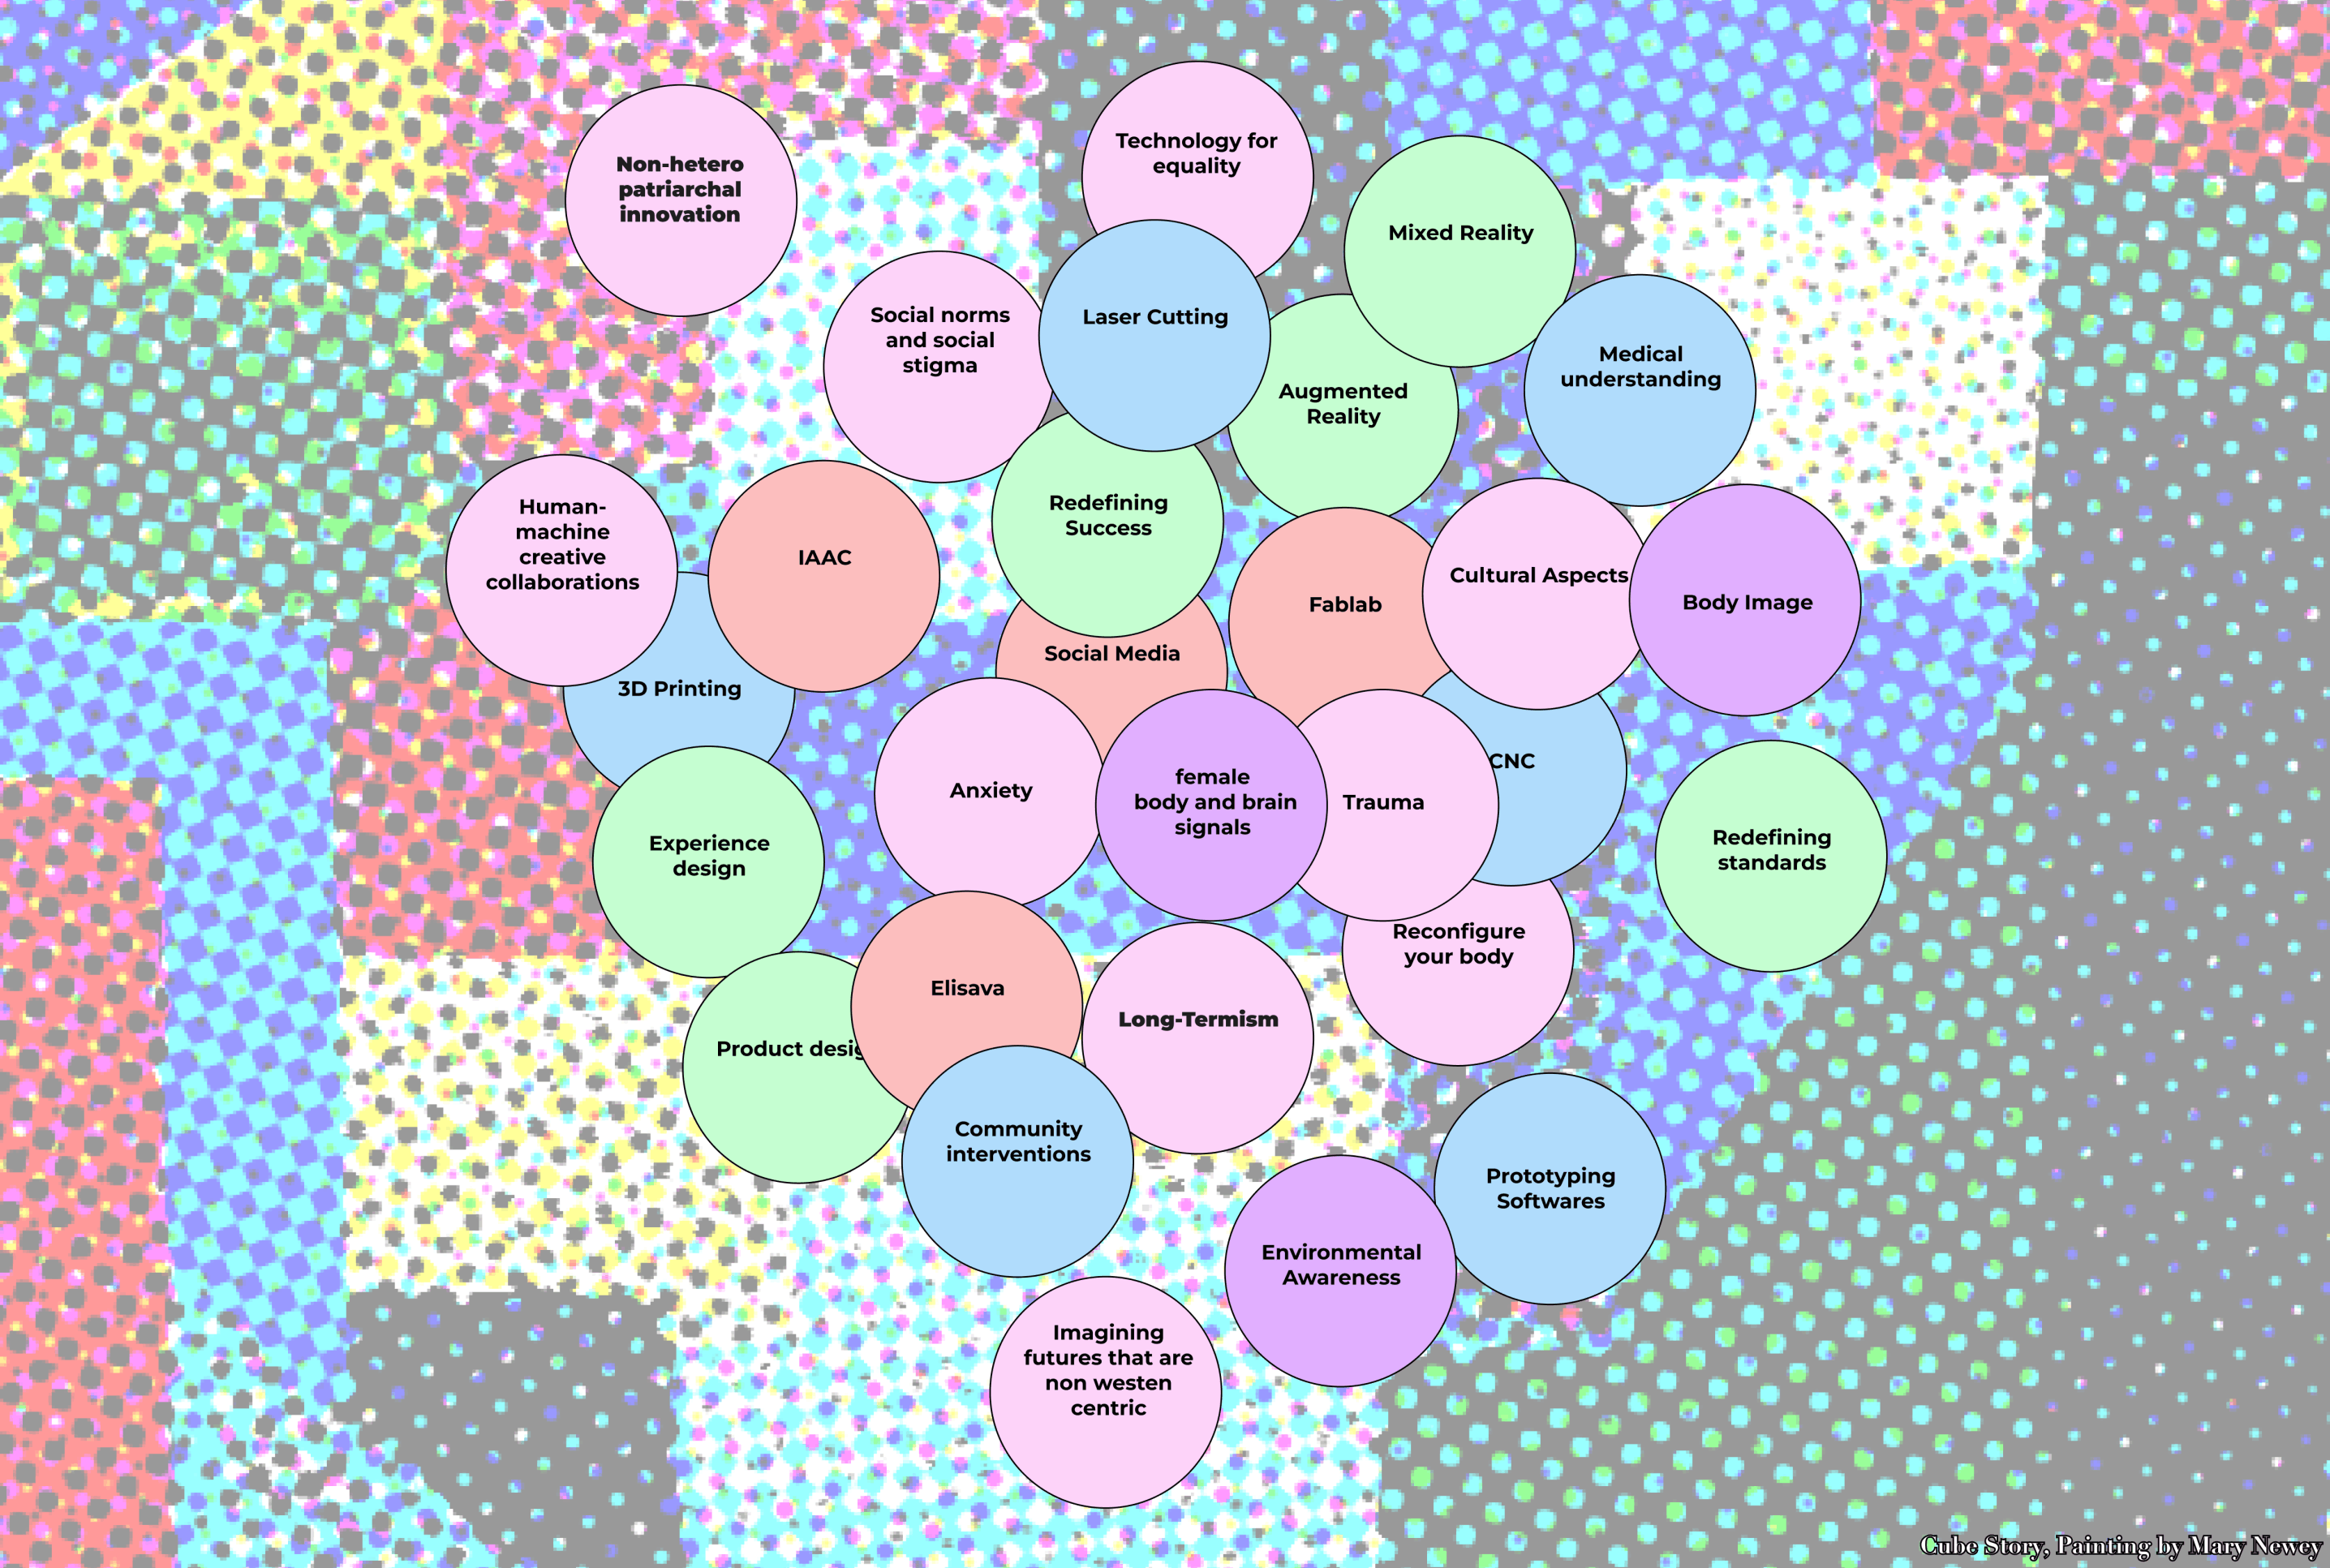 Technology for
equality
Non-hetero
patriarchal
innovation
Mixed Reality
Social norms
and social
stigma
Laser Cutting
Medical
understanding
Augmented
Reality
Human-
machine
creative
collaborations
Redefining
Success
IAAC
Cultural Aspects
Fablab
Body Image
Social Media
3D Printing
CNC
Anxiety
female
body and brain
signals
Trauma
Experience
design
Redefining
standards
Reconfigure
your body
Elisava
Long-Termism
Product desig
Community
interventions
Prototyping
Softwares
Environmental
Awareness
Imagining
futures that are
non westen
centric
Cube Story, Painting by Mary Newey